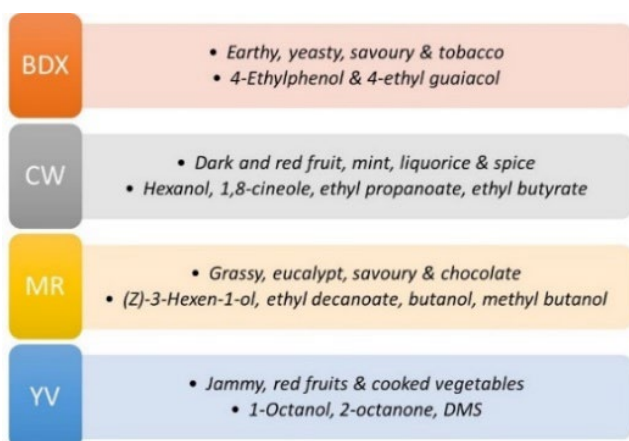 BDX
• Earthy, yeasty, savoury & tobacco
• 4-Ethylphenol & 4-ethyl guaiacol
CW
• Dark and red fruit, mint, liquorice & spice
• Hexanol, 1,8-cineole, ethyl propanoate, ethyl butyrate
MR
• Grassy, eucalypt, savoury & chocolate
• (Z)-3-Hexen-1-ol, ethyl decanoate, butanol, methyl butanol
YV
• Jammy, red fruits & cooked vegetables
• 1-Octanol, 2-octanone, DMS